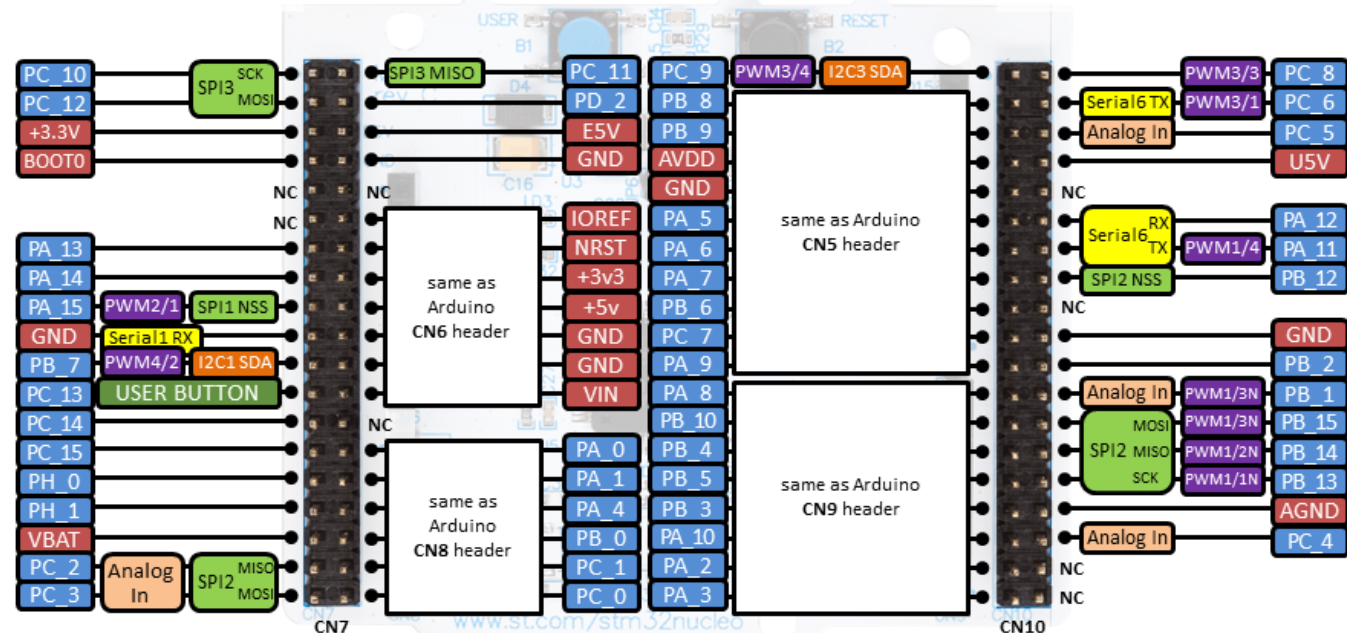 USER B1
B2 RESET
C14
R29
PC_10 SPI3 SCK SPI3 MISO PC_11 PC_9 PWM3/4 I2C3 SDA PWM3/3 PC_8
PC_12 MOSI PD_2 PB_8 Serial6 TX PWM3/1 PC_6
+3.3V E5V PB_9 Analog In PC_5
BOOT0 GND AVDD U5V
NC NC GND NC
NC IOREF PA_5 Serial6 RX PA_12
PA_13 NRST PA_6 TX PWM1/4 PA_11
PA_14 +3v3 PA_7 SPI2 NSS PB_12
PA_15 PWM2/1 SPI1 NSS +5v PB_6 NC
GND Serial1 RX GND PC_7 GND
PB_7 PWM4/2 I2C1 SDA GND PA_9 PB_2
PC_13 USER BUTTON VIN PA_8 Analog In PWM1/3N PB_1
PC_14 NC PB_10 MOSI PWM1/3N PB_15
PC_15 PA_0 PB_4 SPI2 MISO PWM1/2N PB_14
PH_0 PA_1 PB_5 SCK PWM1/1N PB_13
PH_1 PA_4 PB_3 AGND
VBAT PB_0 PA_10 Analog In PC_4
PC_2 Analog In SPI2 MISO PC_1 PA_2 NC
PC_3 MOSI PC_0 PA_3 NC
same as
Arduino
CN6 header
same as
Arduino
CN8 header
same as Arduino
CN5 header
same as Arduino
CN9 header
D4
C16
U3
CN7
CN10
www.st.com/stm32nucleo
CN7
CN10